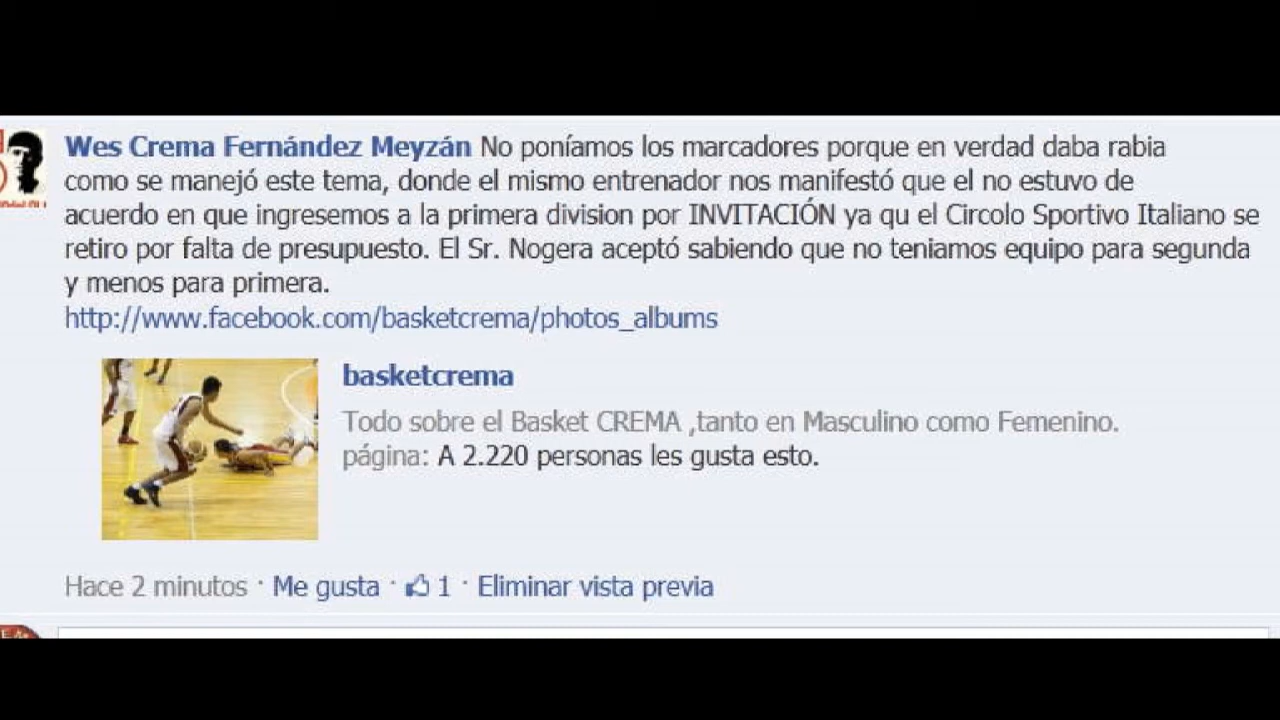 Wes Crema Fernández Meyzán No poníamos los marcadores porque en verdad daba rabia
como se manejó este tema, donde el mismo entrenador nos manifestó que el no estuvo de
acuerdo en que ingresemos a la primera division por INVITACIÓN ya qu el Circolo Sportivo Italiano se
retiro por falta de presupuesto. El Sr. Nogera aceptó sabiendo que no teniamos equipo para segunda
y menos para primera.
http://www.facebook.com/basketcrema/photos_albums
basketcrema
Todo sobre el Basket CREMA ,tanto en Masculino como Femenino.
página: A 2.220 personas les gusta esto.
Hace 2 minutos · Me gusta · 1 · Eliminar vista previa